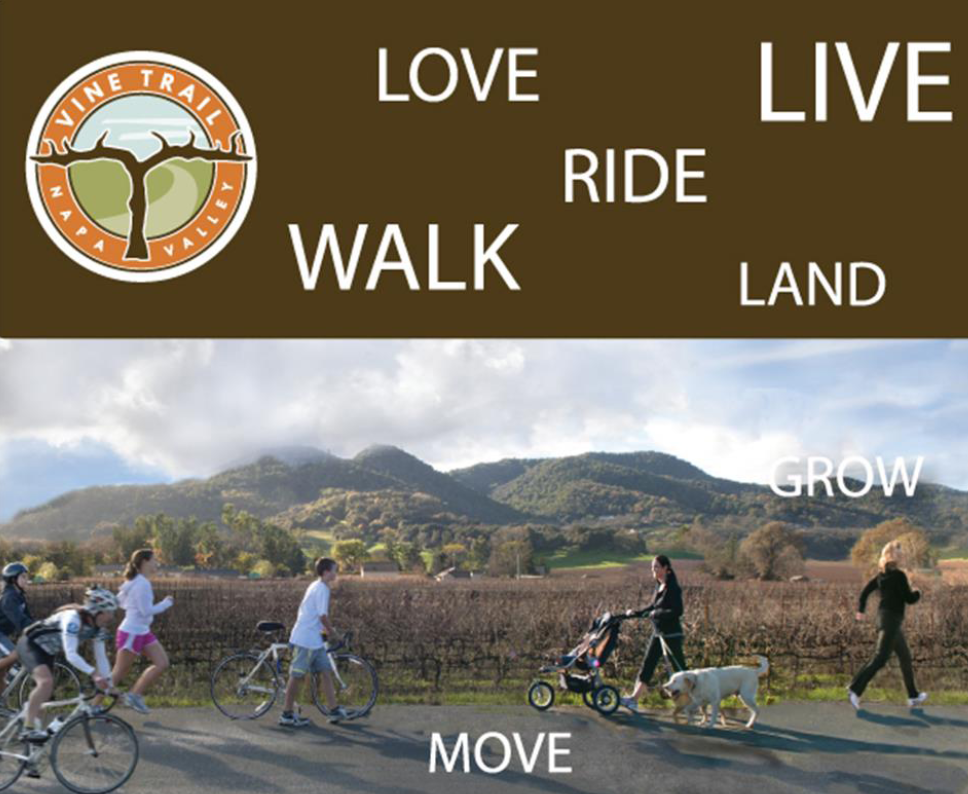 VINE TRAIL
NAPA VALLEY
LOVE
LIVE
RIDE
WALK
LAND
GROW
MOVE